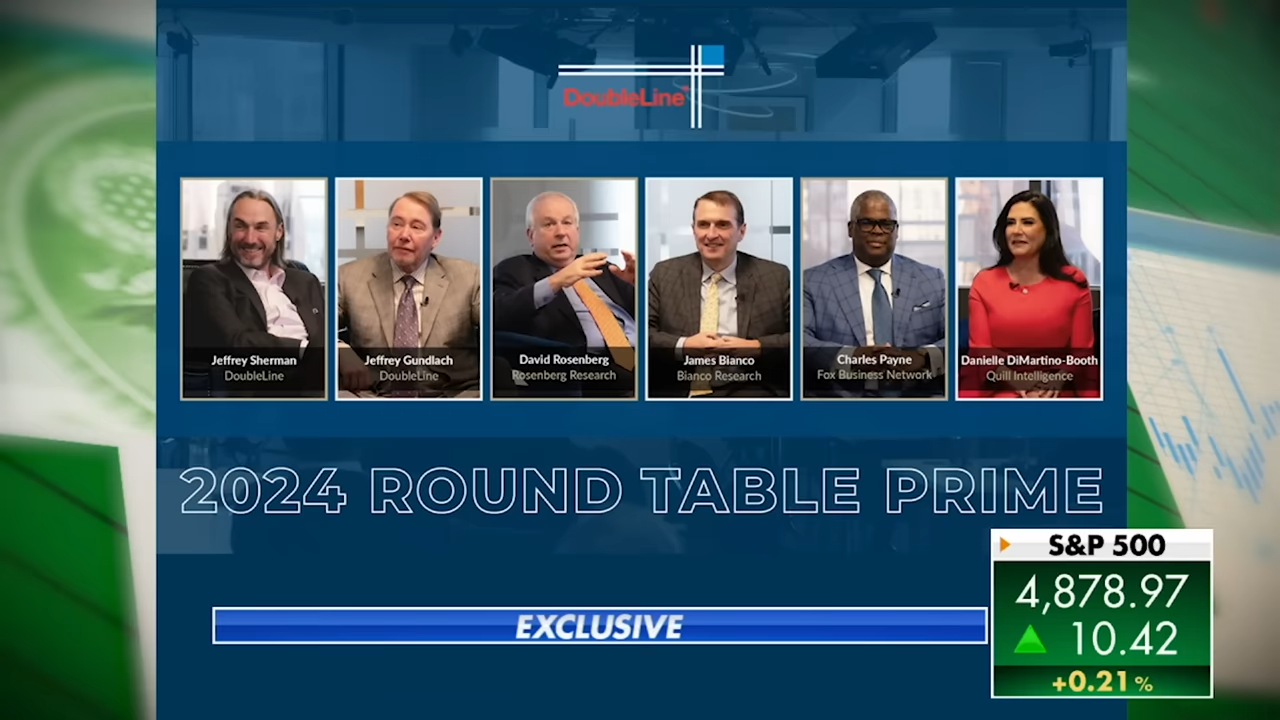 DoubleLine
Jeffrey Sherman
DoubleLine
Jeffrey Gundlach
DoubleLine
David Rosenberg
Rosenberg Research
James Bianco
Bianco Research
Charles Payne
Fox Business Network
Danielle DiMartino-Booth
Quill Intelligence
2024 ROUND TABLE PRIME
EXCLUSIVE
S&P 500
4,878.97
10.42
+0.21%